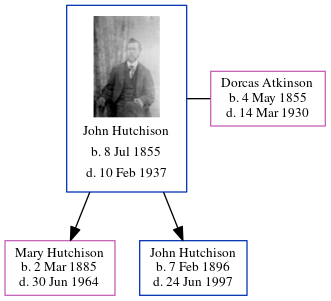 John Hutchison
b. 8 Jul 1855
d. 10 Feb 1937
Dorcas Atkinson
b. 4 May 1855
d. 14 Mar 1930
Mary Hutchison
b. 2 Mar 1885
d. 30 Jun 1964
John Hutchison
b. 7 Feb 1896
d. 24 Jun 1997